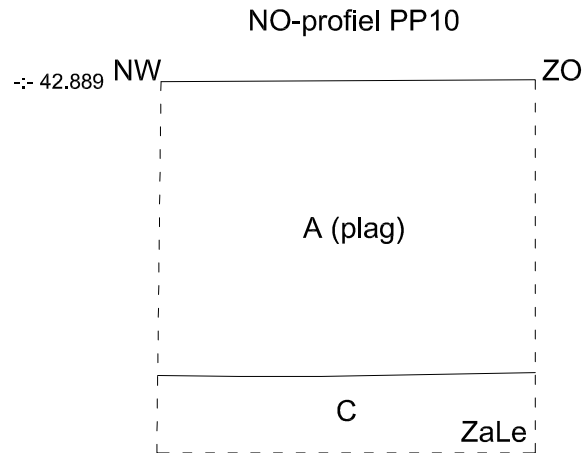 NO-profiel PP10
-:- 42.889 NW ZO
A (plag)
C
ZaLe